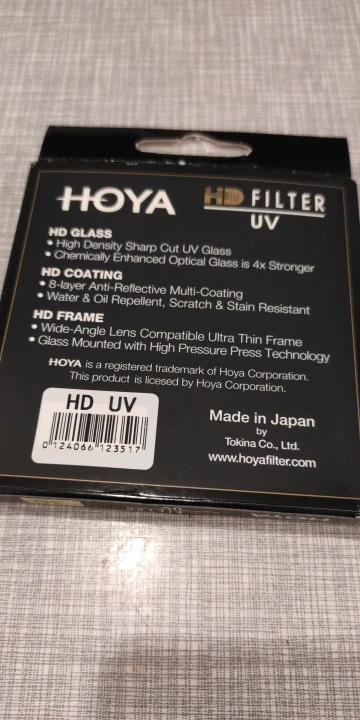 HOYA HD FILTER
UV
HD GLASS
• High Density Sharp Cut UV Glass
• Chemically Enhanced Optical Glass is 4x Stronger
HD COATING
• 8-layer Anti-Reflective Multi-Coating
• Water & Oil Repellent, Scratch & Stain Resistant
HD FRAME
• Wide-Angle Lens Compatible Ultra Thin Frame
• Glass Mounted with High Pressure Press Technology
HOYA is a registered trademark of Hoya Corporation.
This product is licesed by Hoya Corporation.
HD UV
0 124066 123517
Made in Japan
by
Tokina Co., Ltd.
www.hoyafilter.com